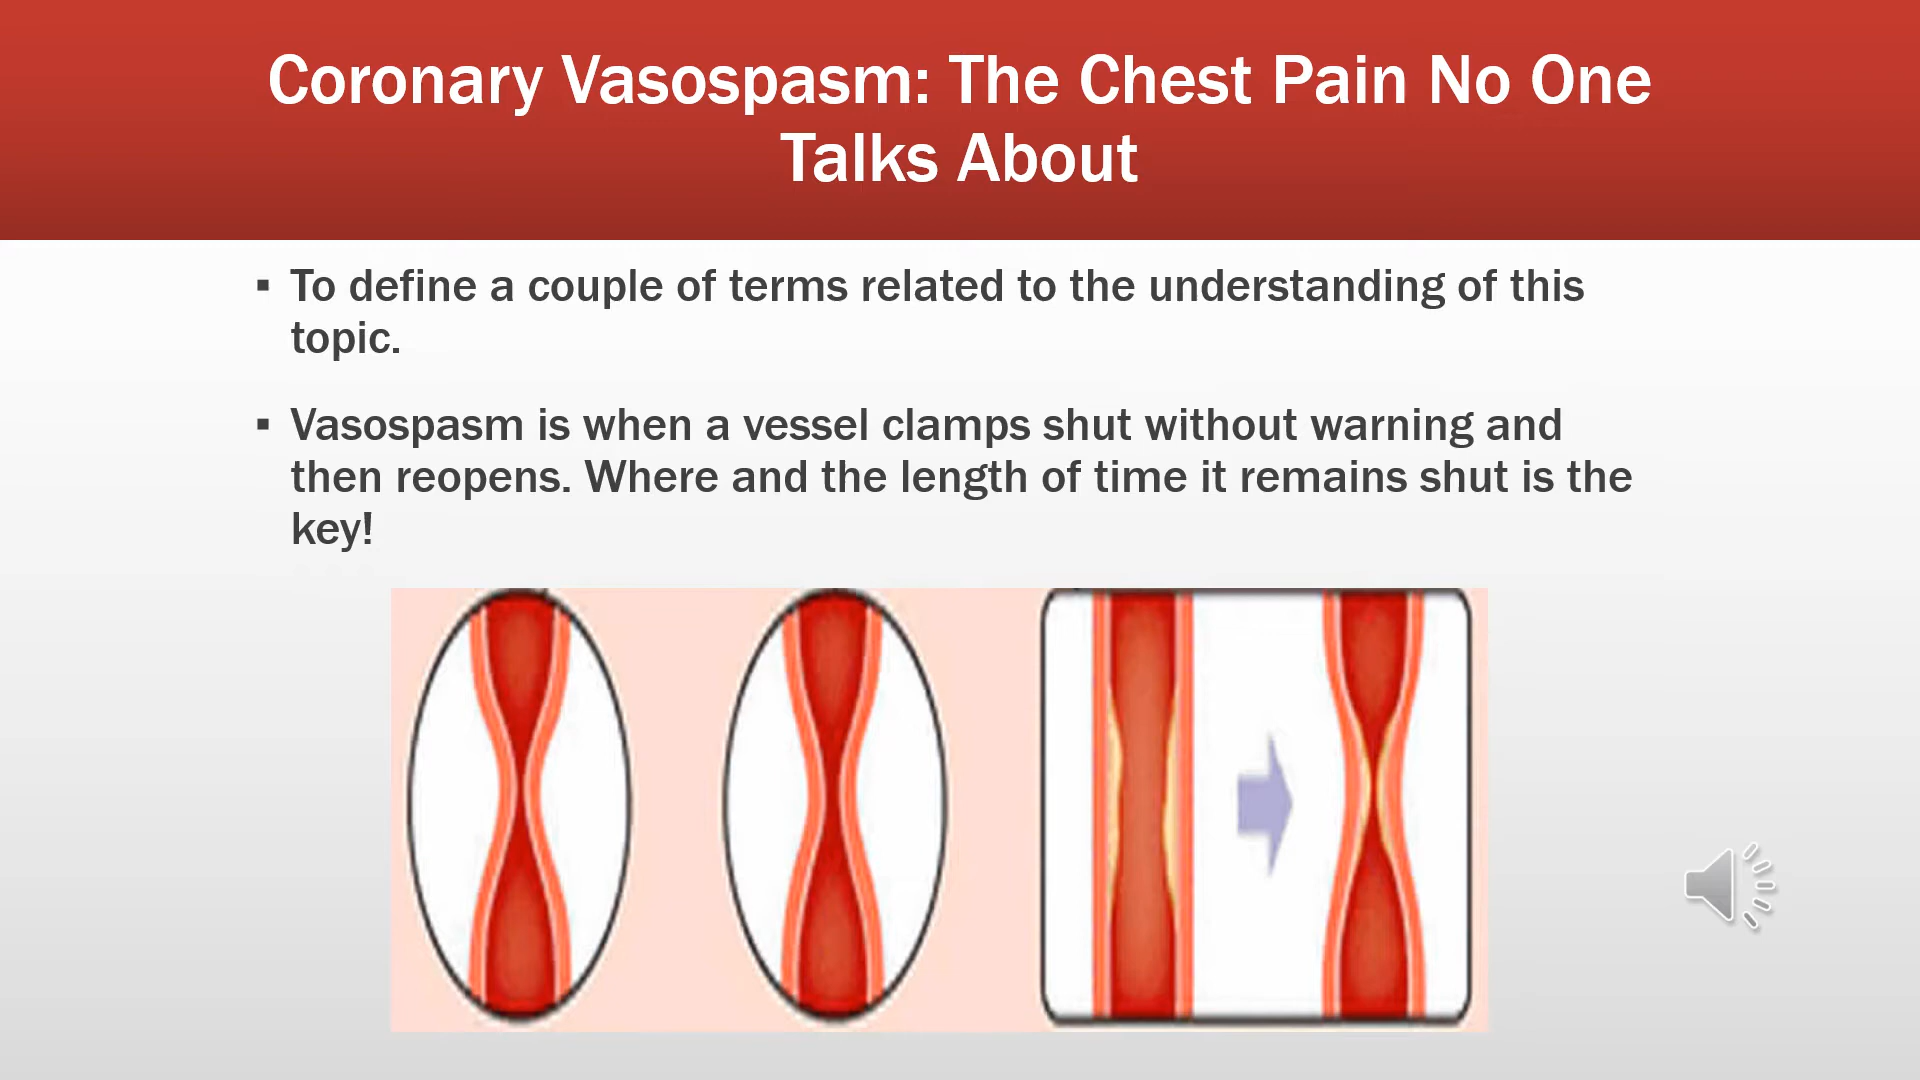 Coronary Vasospasm: The Chest Pain No One
Talks About
▪ To define a couple of terms related to the understanding of this
topic.
▪ Vasospasm is when a vessel clamps shut without warning and
then reopens. Where and the length of time it remains shut is the
key!